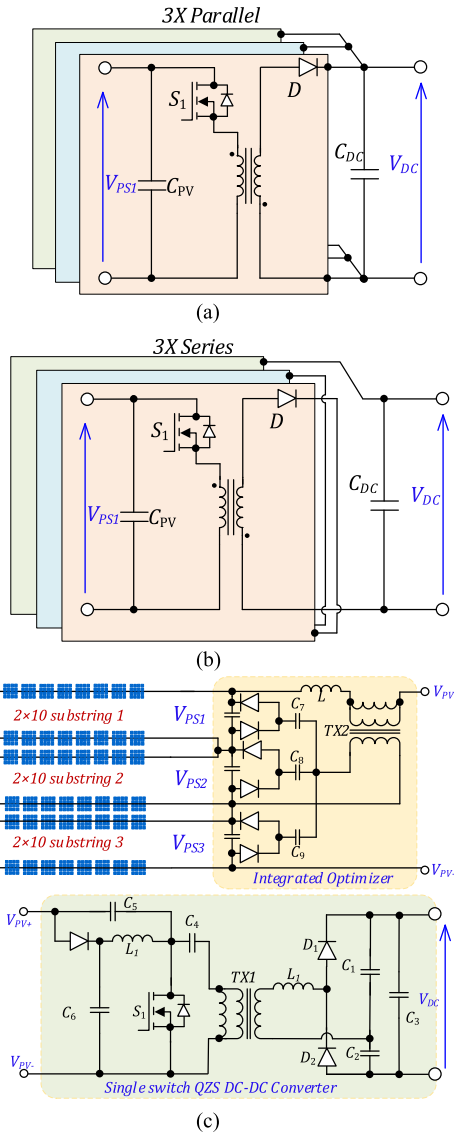 3X Parallel
S1
D
VPS1
CPV
CDC
VDC
(a)
3X Series
S1
D
VPS1
CPV
CDC
VDC
(b)
2×10 substring 1
VPS1
C7
L
TX2
VPV
2×10 substring 2
VPS2
C8
2×10 substring 3
VPS3
C9
VPV-
Integrated Optimizer
VPV+
C5
C4
L1
C6
S1
TX1
L1
D1
C1
C3
VDC
D2
C2
VPV-
Single switch QZS DC-DC Converter
(c)